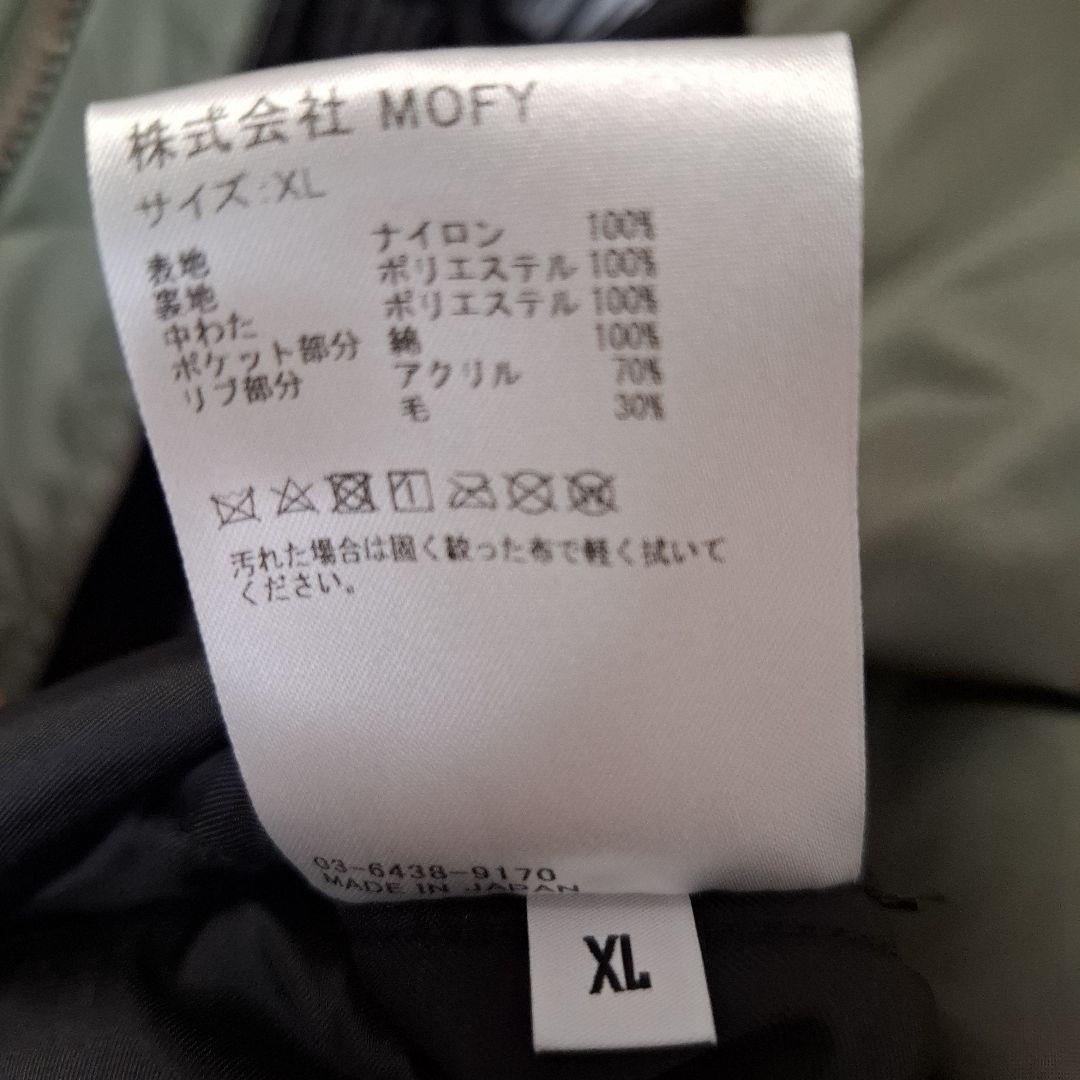 株式会社 MOFY
サイズ:XL
表地 ナイロン 100%
裏地 ポリエステル 100%
中わた ポリエステル 100%
ポケット部分 綿 100%
リブ部分 アクリル 70%
毛 30%
汚れた場合は固く絞った布で軽く拭いて
ください。
03-6438-9170
MADE IN JAPAN
XL